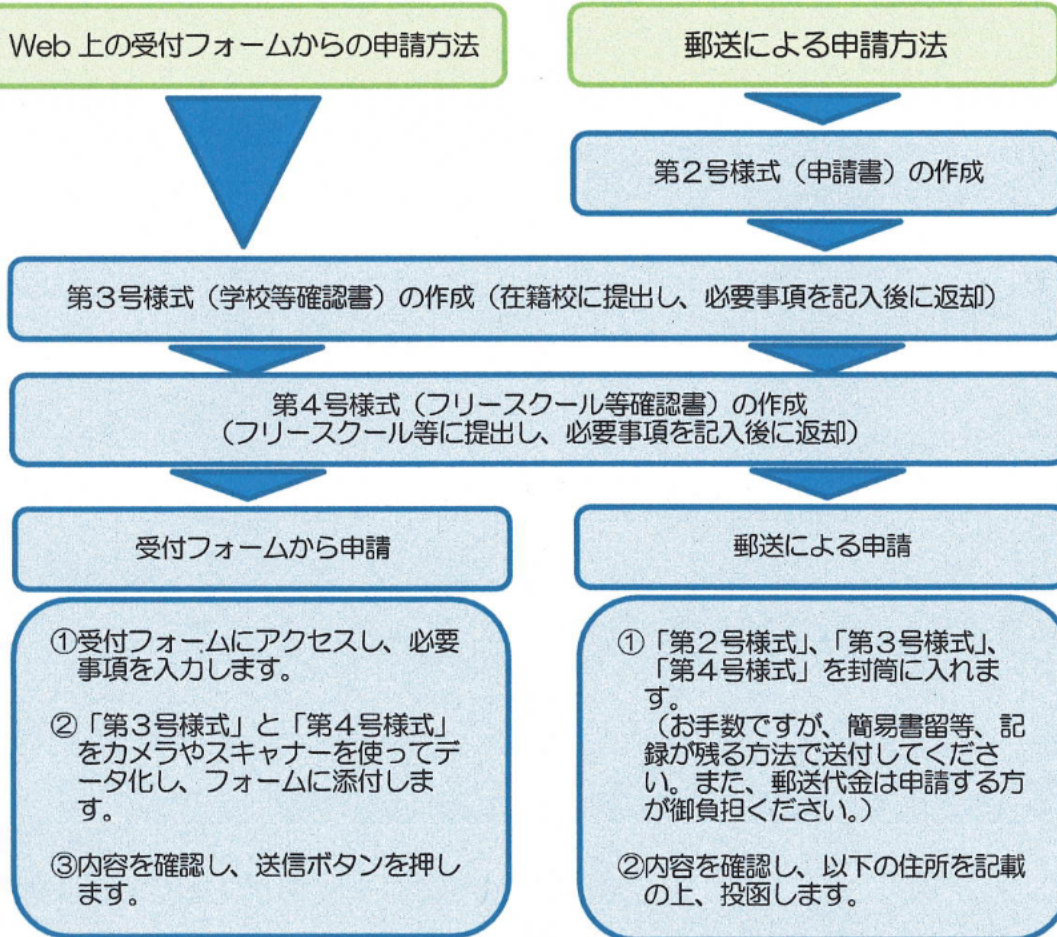 Web 上の受付フォームからの申請方法
郵送による申請方法
第2号様式（申請書）の作成
第3号様式（学校等確認書）の作成（在籍校に提出し、必要事項を記入後に返却）
第4号様式（フリースクール等確認書）の作成
（フリースクール等に提出し、必要事項を記入後に返却）
受付フォームから申請
①受付フォームにアクセスし、必要
事項を入力します。
②「第3号様式」と「第4号様式」
をカメラやスキャナーを使ってデ
ータ化し、フォームに添付しま
す。
③内容を確認し、送信ボタンを押し
ます。
郵送による申請
①「第2号様式」、「第3号様式」、
「第4号様式」を封筒に入れま
す。
（お手数ですが、簡易書留等、記
録が残る方法で送付してくださ
い。また、郵送代金は申請する方
が御負担ください。）
②内容を確認し、以下の住所を記載
の上、投函します。